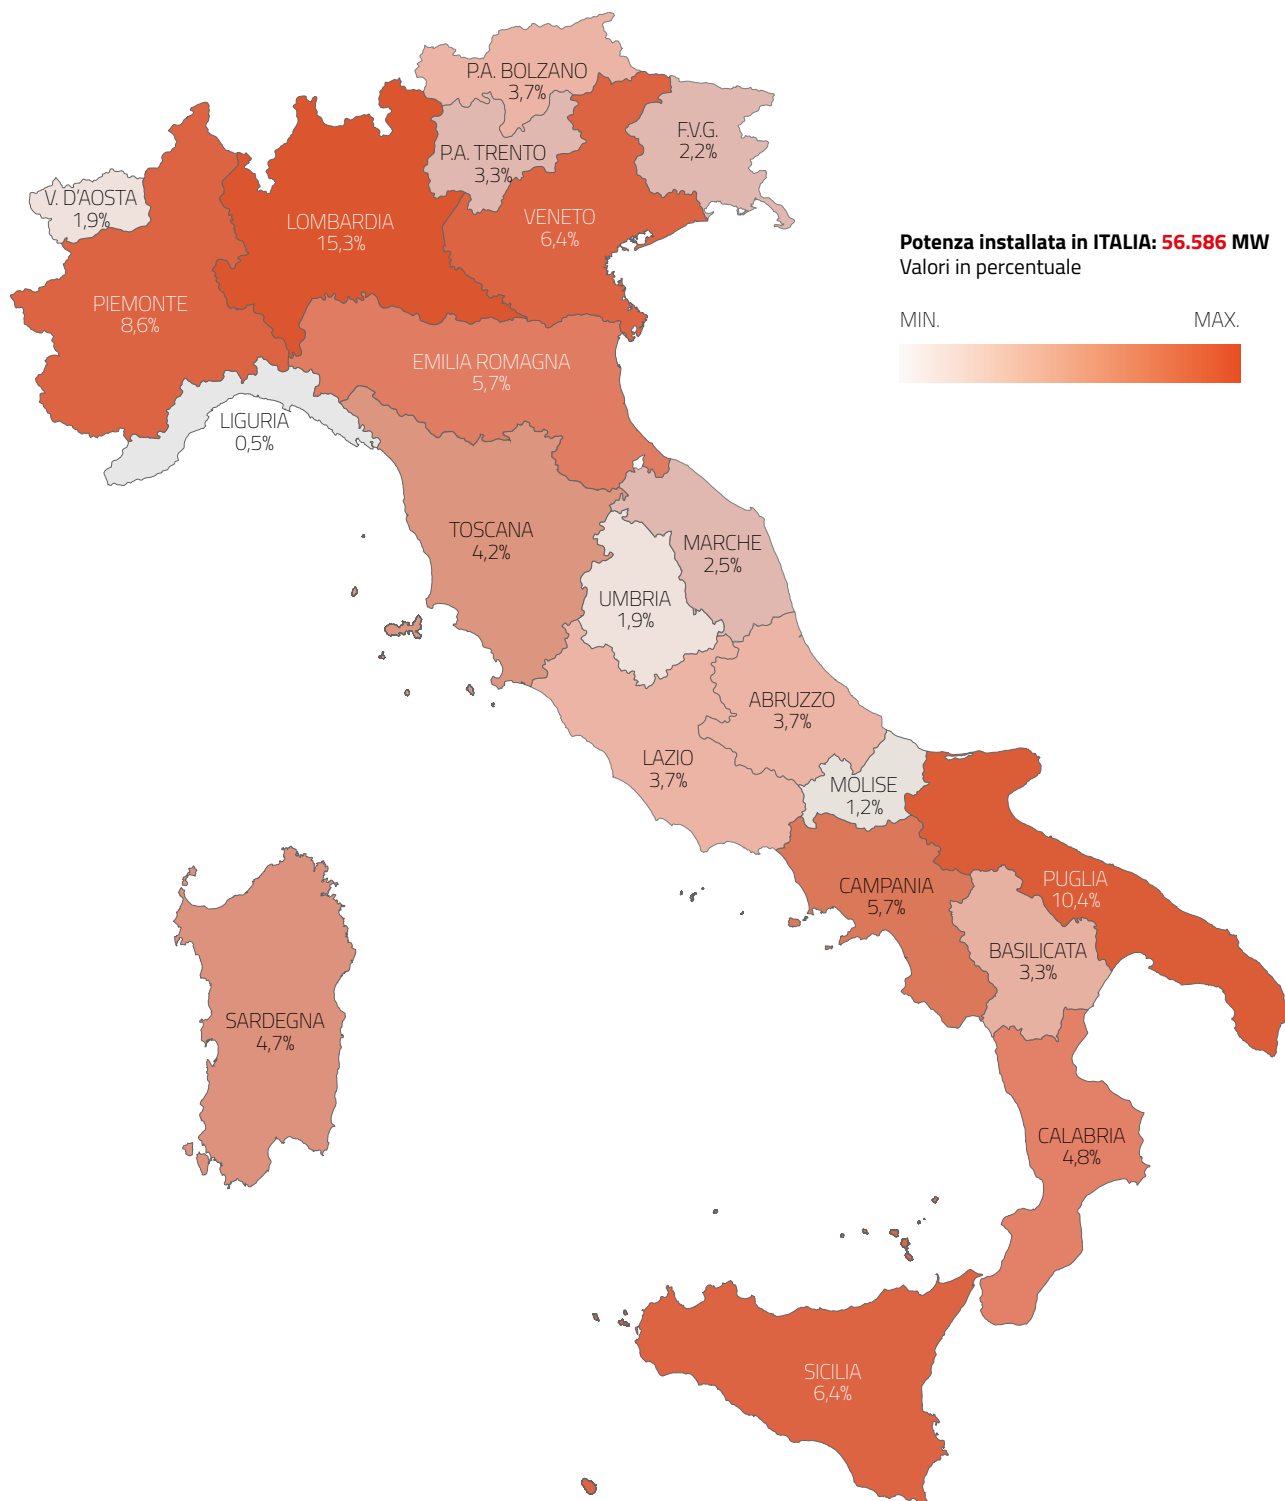 P.A. BOLZANO
3,7%
F.V.G.
2,2%
P.A. TRENTO
3,3%
V. D'AOSTA
1,9%
LOMBARDIA
15,3%
VENETO
6,4%
Potenza installata in ITALIA: 56.586 MW
Valori in percentuale
MIN.
MAX.
PIEMONTE
8,6%
EMILIA ROMAGNA
5,7%
LIGURIA
0,5%
TOSCANA
4,2%
MARCHE
2,5%
UMBRIA
1,9%
ABRUZZO
3,7%
LAZIO
3,7%
MOLISE
1,2%
CAMPANIA
5,7%
PUGLIA
10,4%
BASILICATA
3,3%
SARDEGNA
4,7%
CALABRIA
4,8%
SICILIA
6,4%